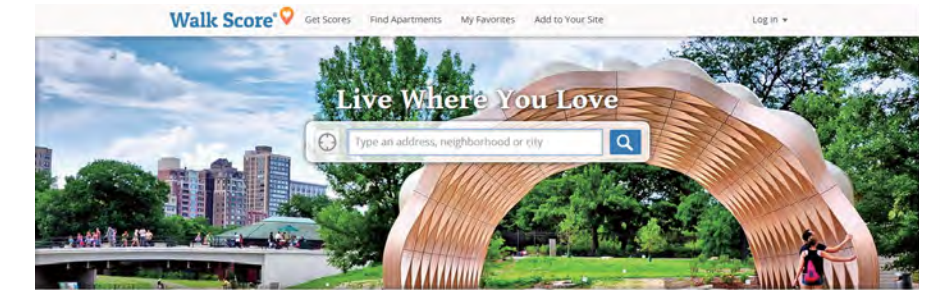 Walk Score® Get Scores Find Apartments My Favorites Add to Your Site Log in
Live Where You Love
Type an address, neighborhood or city